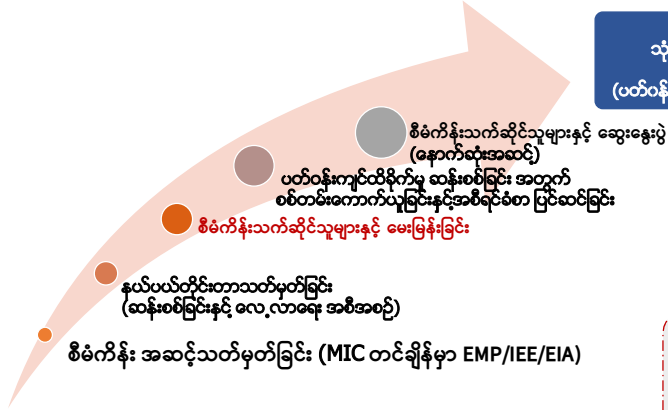 သုံ
(ပတ်ဝန်
စီမံကိန်းသက်ဆိုင်သူများနှင့် ဆွေးနွေးပွဲ
(နောက်ဆုံးအဆင့်)
ပတ်ဝန်းကျင်ထိခိုက်မှု ဆန်းစစ်ခြင်း အတွက်
စစ်တမ်းကောက်ယူခြင်းနှင့်အစီရင်ခံစာ ပြင်ဆင်ခြင်း
စီမံကိန်းသက်ဆိုင်သူများနှင့် မေးမြန်းခြင်း
နယ်ပယ်တိုင်းတာသတ်မှတ်ခြင်း
(ဆန်းစစ်ခြင်းနှင့် လေ့လာရေး အစီအစဉ်)
စီမံကိန်း အဆင့်သတ်မှတ်ခြင်း (MIC တင်ချိန်မှာ EMP/IEE/EIA)